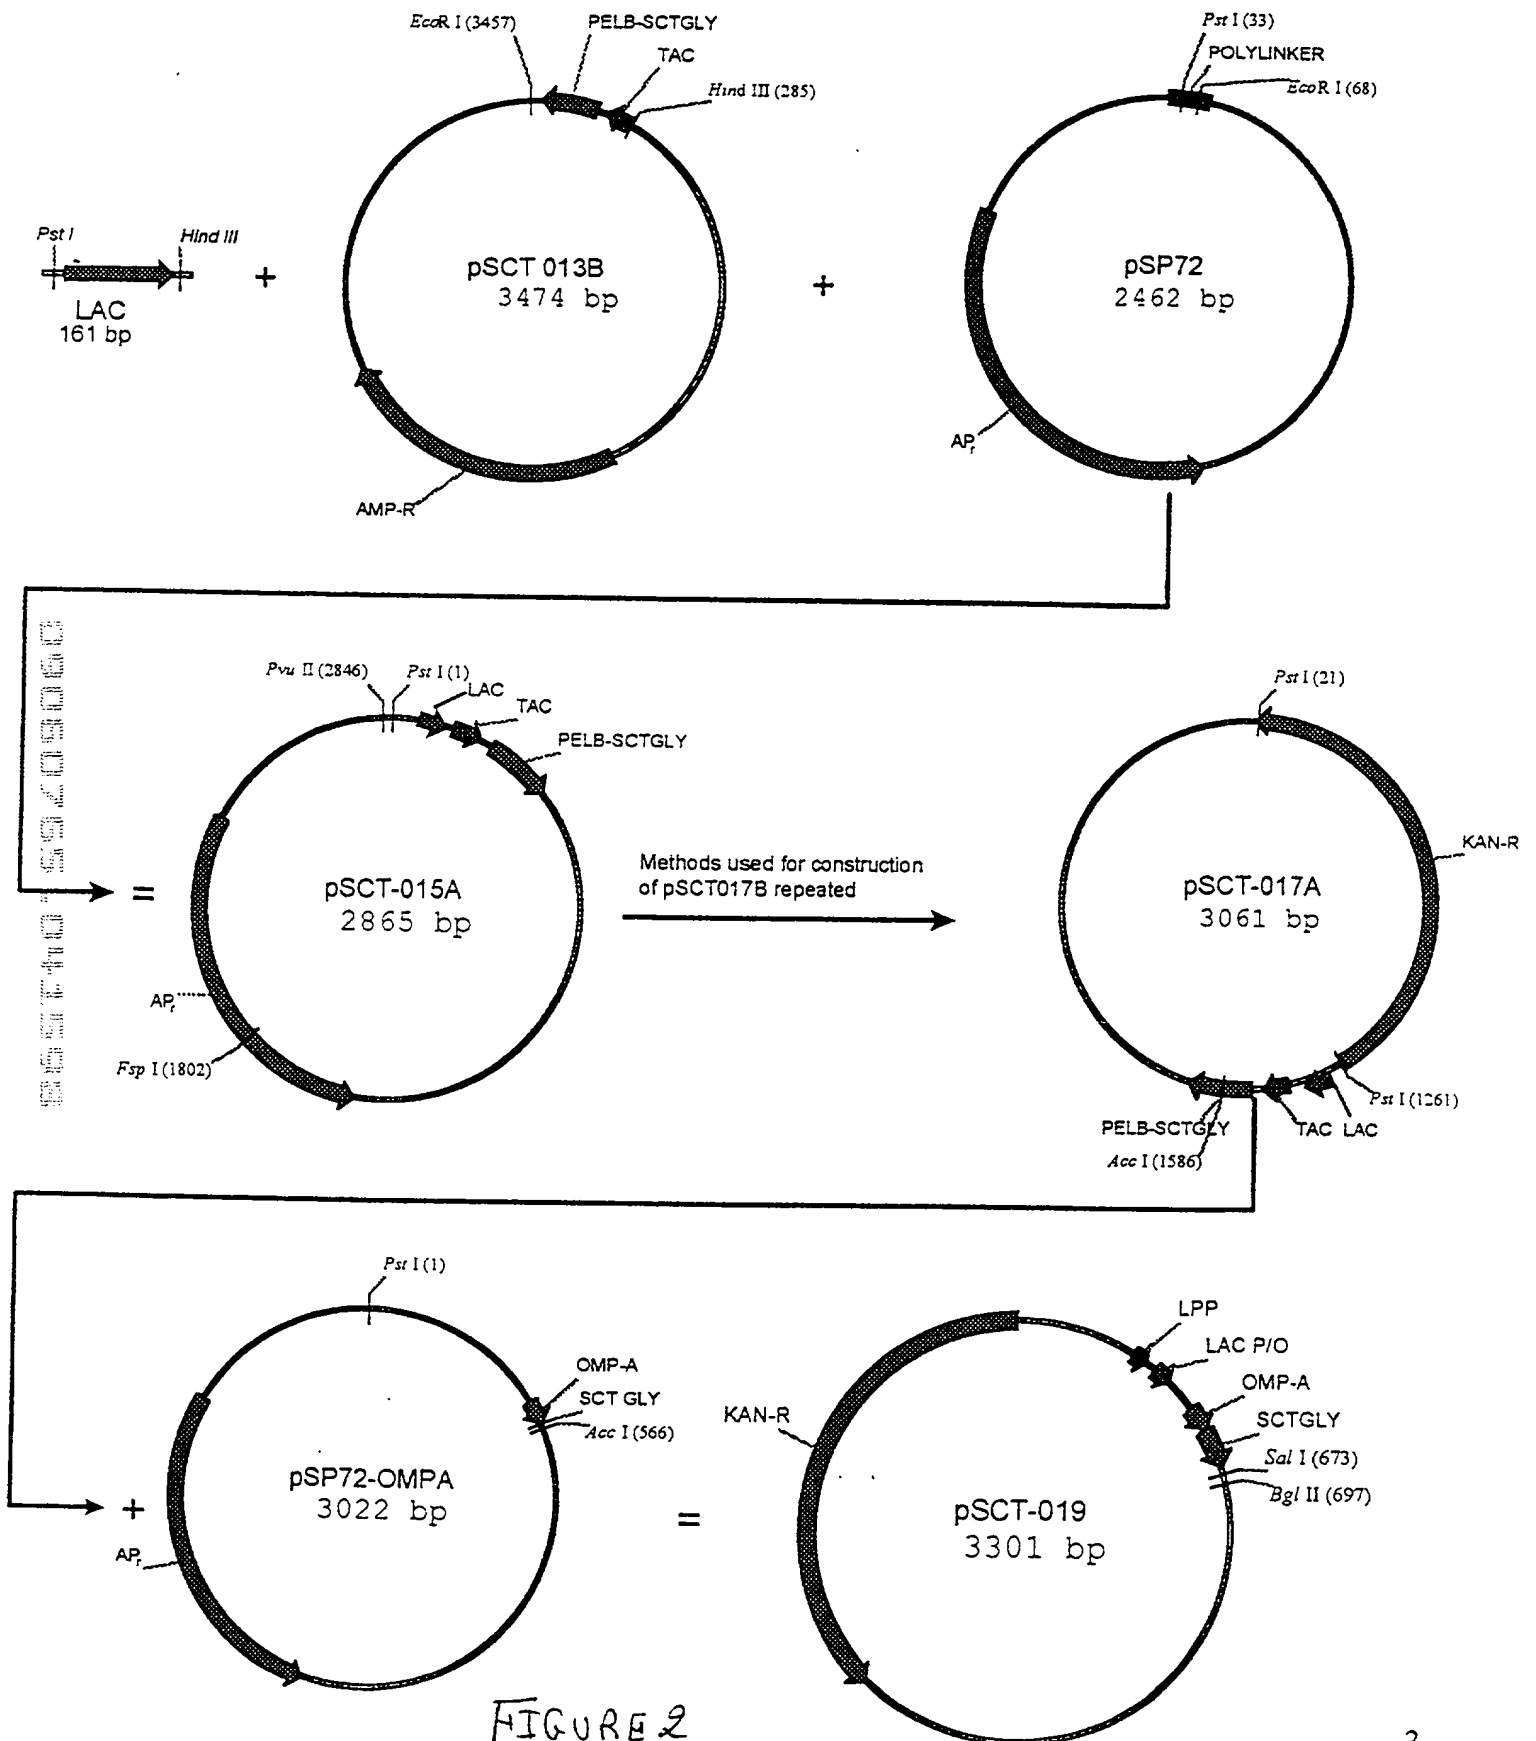 EcoR I (3457)
PELB-SCTGLY
TAC
Hind III (285)
Pst I (33)
POLYLINKER
EcoR I (68)
Pst I
Hind III
LAC
161 bp
+
pSCT 013B
3474 bp
+
pSP72
2462 bp
AMP-R
APr
Pvu II (2846)
Pst I (1)
LAC
TAC
PELB-SCTGLY
Pst I (21)
=
pSCT-015A
2865 bp
Methods used for construction
of pSCT017B repeated
pSCT-017A
3061 bp
KAN-R
APr
Fsp I (1802)
Pst I (1261)
PELB-SCTGLY
TAC LAC
Acc I (1586)
09060765.041598
Pst I (1)
OMP-A
SCT GLY
Acc I (566)
+
pSP72-OMPA
3022 bp
APr
=
LPP
LAC P/O
OMP-A
SCTGLY
Sal I (673)
Bgl II (697)
KAN-R
pSCT-019
3301 bp
FIGURE 2